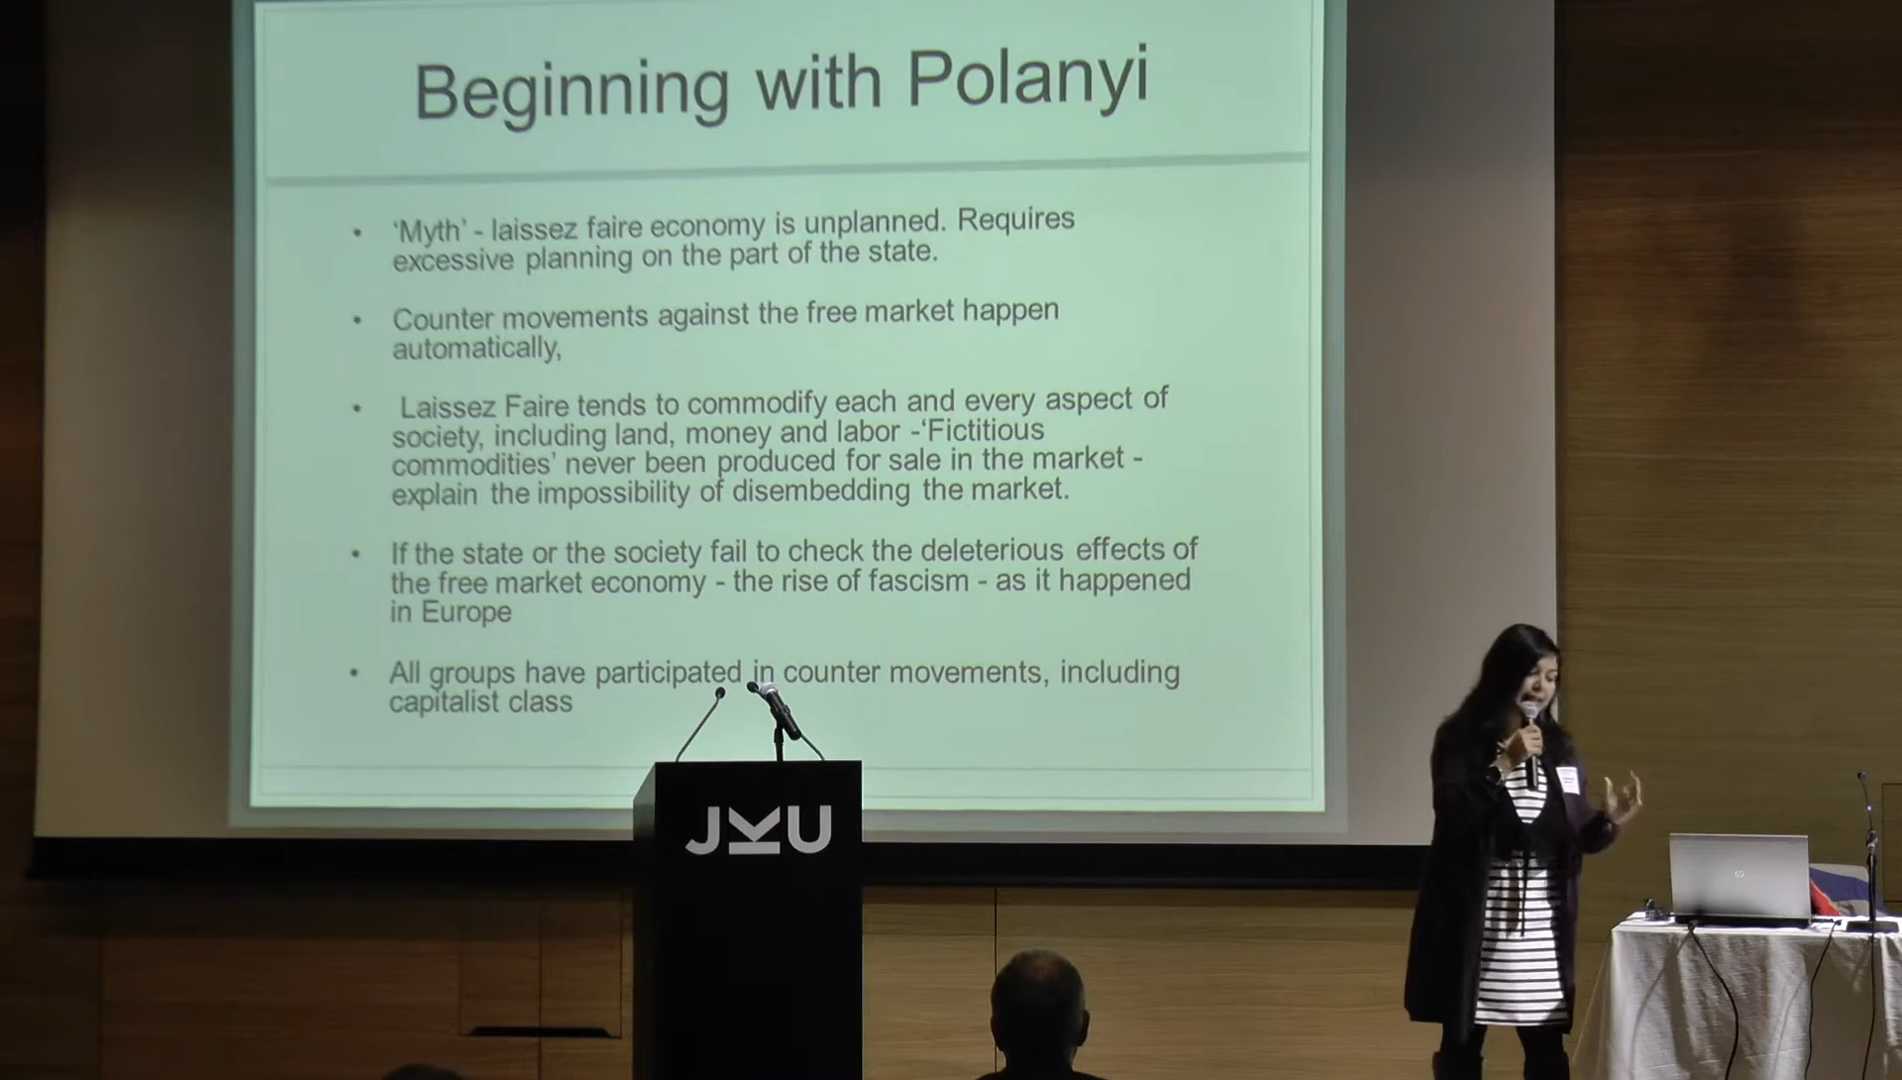 Beginning with Polanyi
• ‘Myth’ - laissez faire economy is unplanned. Requires
excessive planning on the part of the state.
• Counter movements against the free market happen
automatically,
• Laissez Faire tends to commodify each and every aspect of
society, including land, money and labor -‘Fictitious
commodities’ never been produced for sale in the market -
explain the impossibility of disembedding the market.
• If the state or the society fail to check the deleterious effects of
the free market economy - the rise of fascism - as it happened
in Europe
• All groups have participated in counter movements, including
capitalist class
JKU
hp